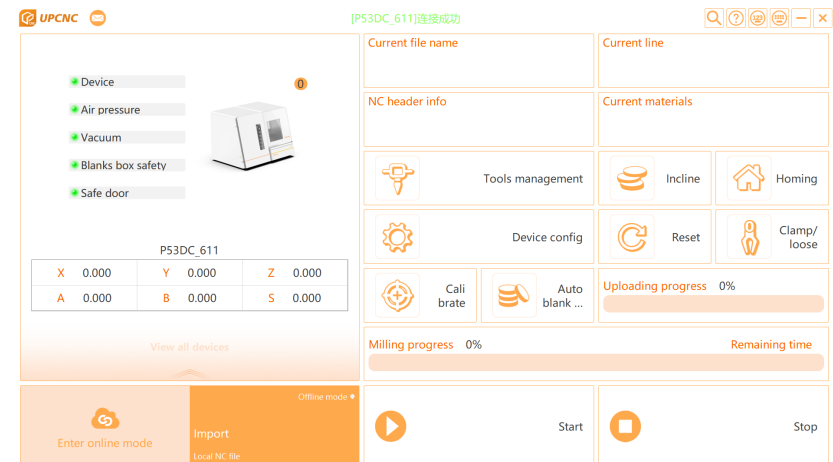 UPCNC
[P53DC_611]连接成功
Device
0
Air pressure
Vacuum
Blanks box safety
Safe door
P53DC_611
X 0.000 Y 0.000 Z 0.000
A 0.000 B 0.000 S 0.000
View all devices
Enter online mode
Offline mode
Import
Local NC file
Current file name
Current line
NC header info
Current materials
Tools management
Incline
Homing
Device config
Reset
Clamp/
loose
Cali
brate
Auto
blank ...
Uploading progress 0%
Milling progress 0%
Remaining time
Start
Stop